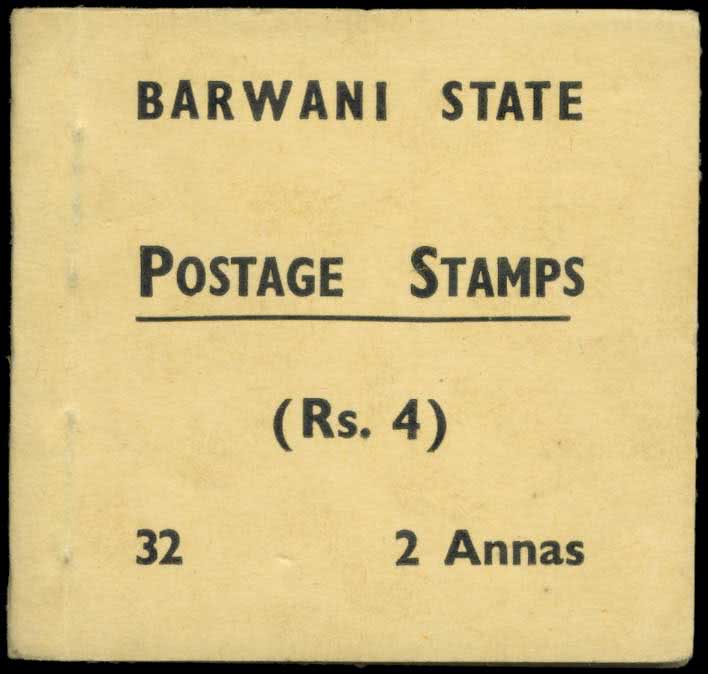 BARWANI STATE
POSTAGE STAMPS
(Rs. 4)
32 2 Annas